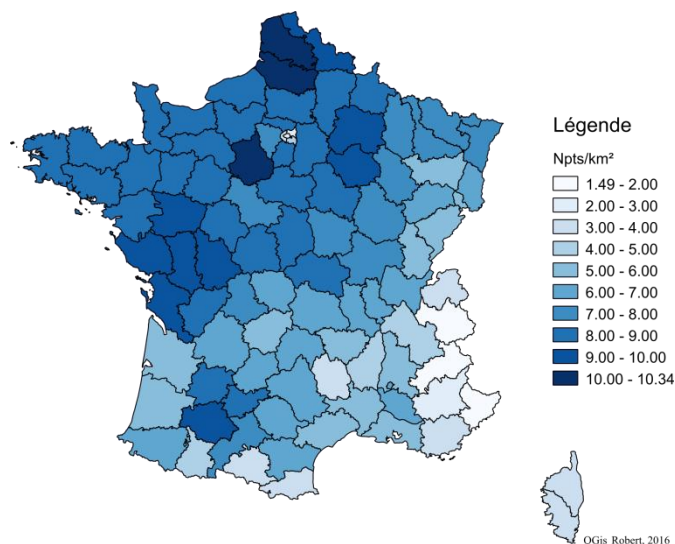 Légende
Npts/km²
1.49 - 2.00
2.00 - 3.00
3.00 - 4.00
4.00 - 5.00
5.00 - 6.00
6.00 - 7.00
7.00 - 8.00
8.00 - 9.00
9.00 - 10.00
10.00 - 10.34
QGis Robert, 2016